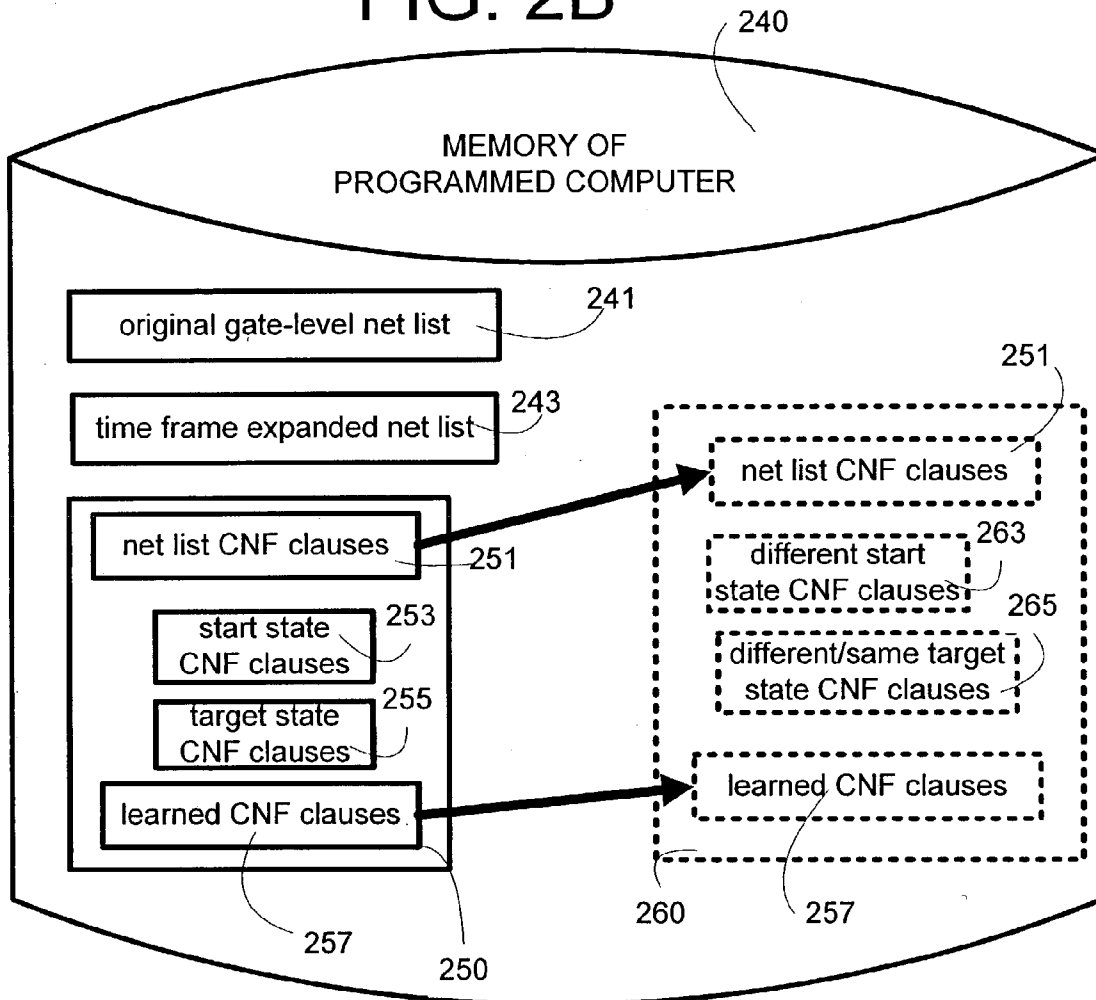 FIG. 2B
240
MEMORY OF
PROGRAMMED COMPUTER
original gate-level net list
241
time frame expanded net list
243
net list CNF clauses
251
start state
CNF clauses
253
target state
CNF clauses
255
learned CNF clauses
257
250
251
net list CNF clauses
different start
state CNF clauses
263
265
different/same target
state CNF clauses
learned CNF clauses
260
257